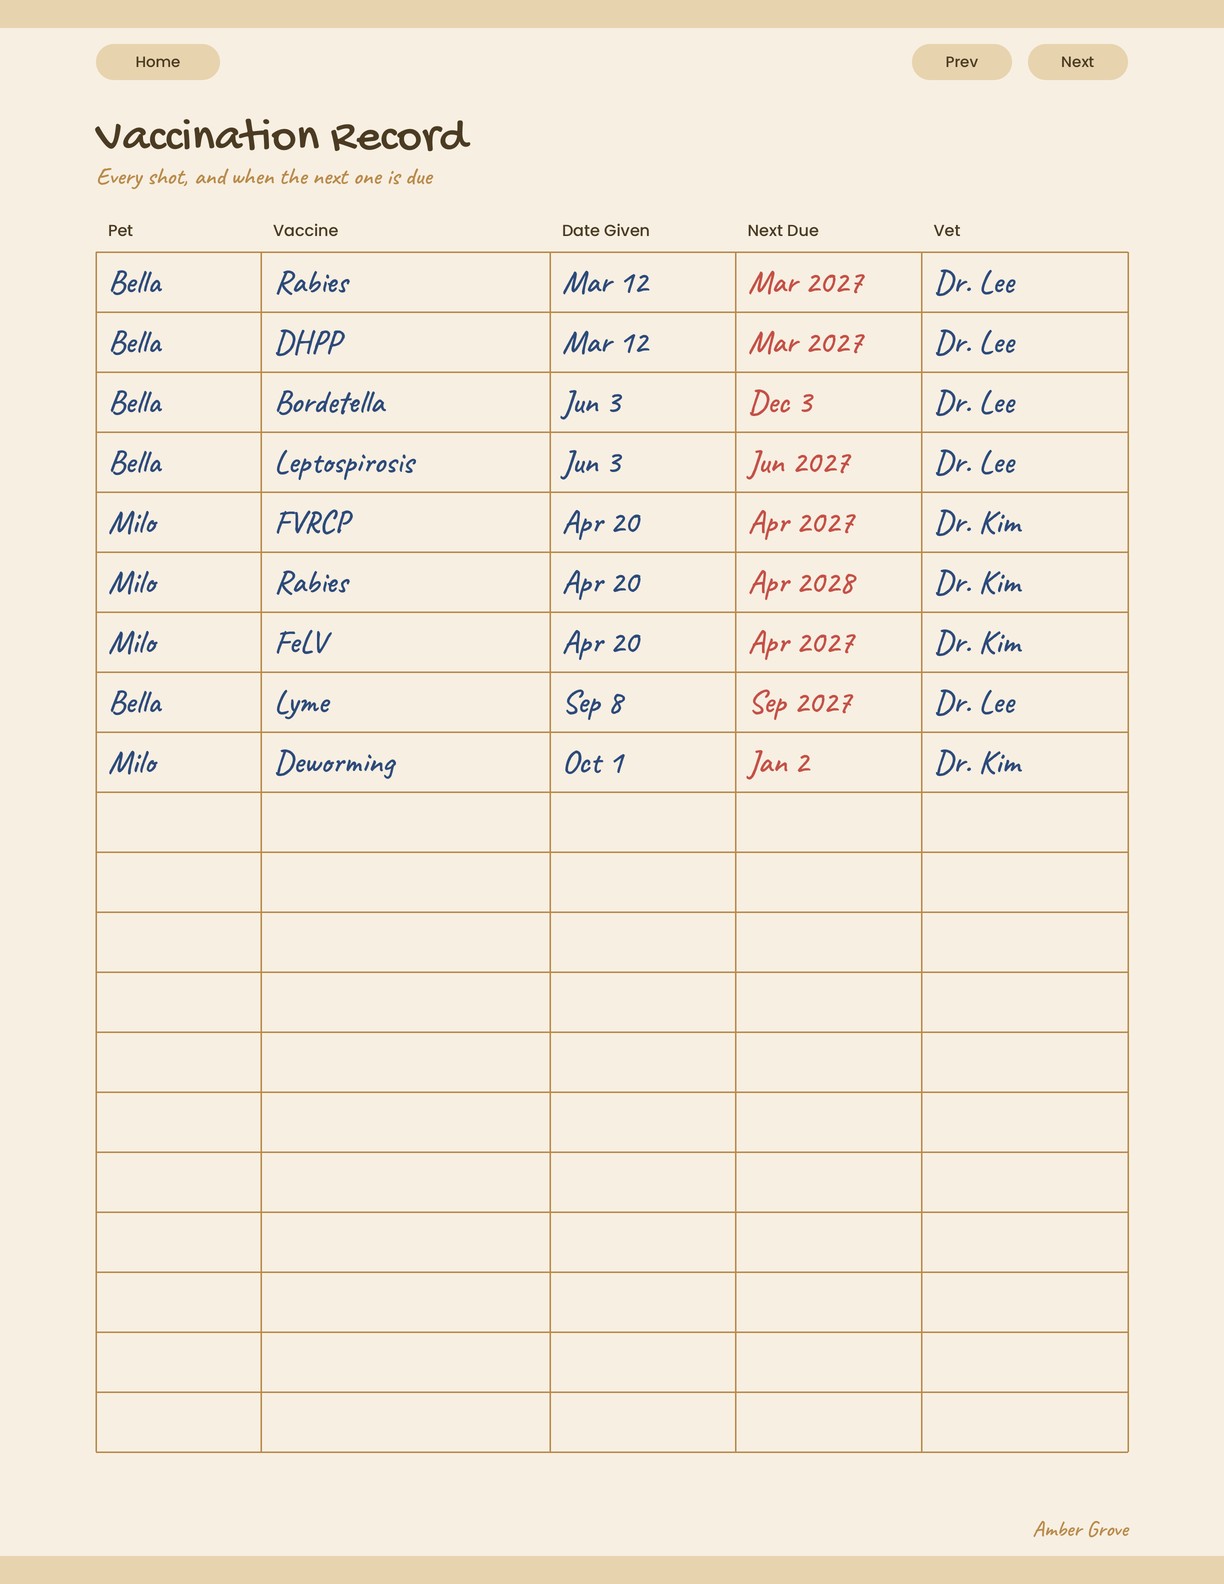 Home Prev Next
Vaccination Record
Every shot, and when the next one is due
Pet Vaccine Date Given Next Due Vet
Bella Rabies Mar 12 Mar 2027 Dr. Lee
Bella DHPP Mar 12 Mar 2027 Dr. Lee
Bella Bordetella Jun 3 Dec 3 Dr. Lee
Bella Leptospirosis Jun 3 Jun 2027 Dr. Lee
Milo FVRCP Apr 20 Apr 2027 Dr. Kim
Milo Rabies Apr 20 Apr 2028 Dr. Kim
Milo FeLV Apr 20 Apr 2027 Dr. Kim
Bella Lyme Sep 8 Sep 2027 Dr. Lee
Milo Deworming Oct 1 Jan 2 Dr. Kim
Amber Grove